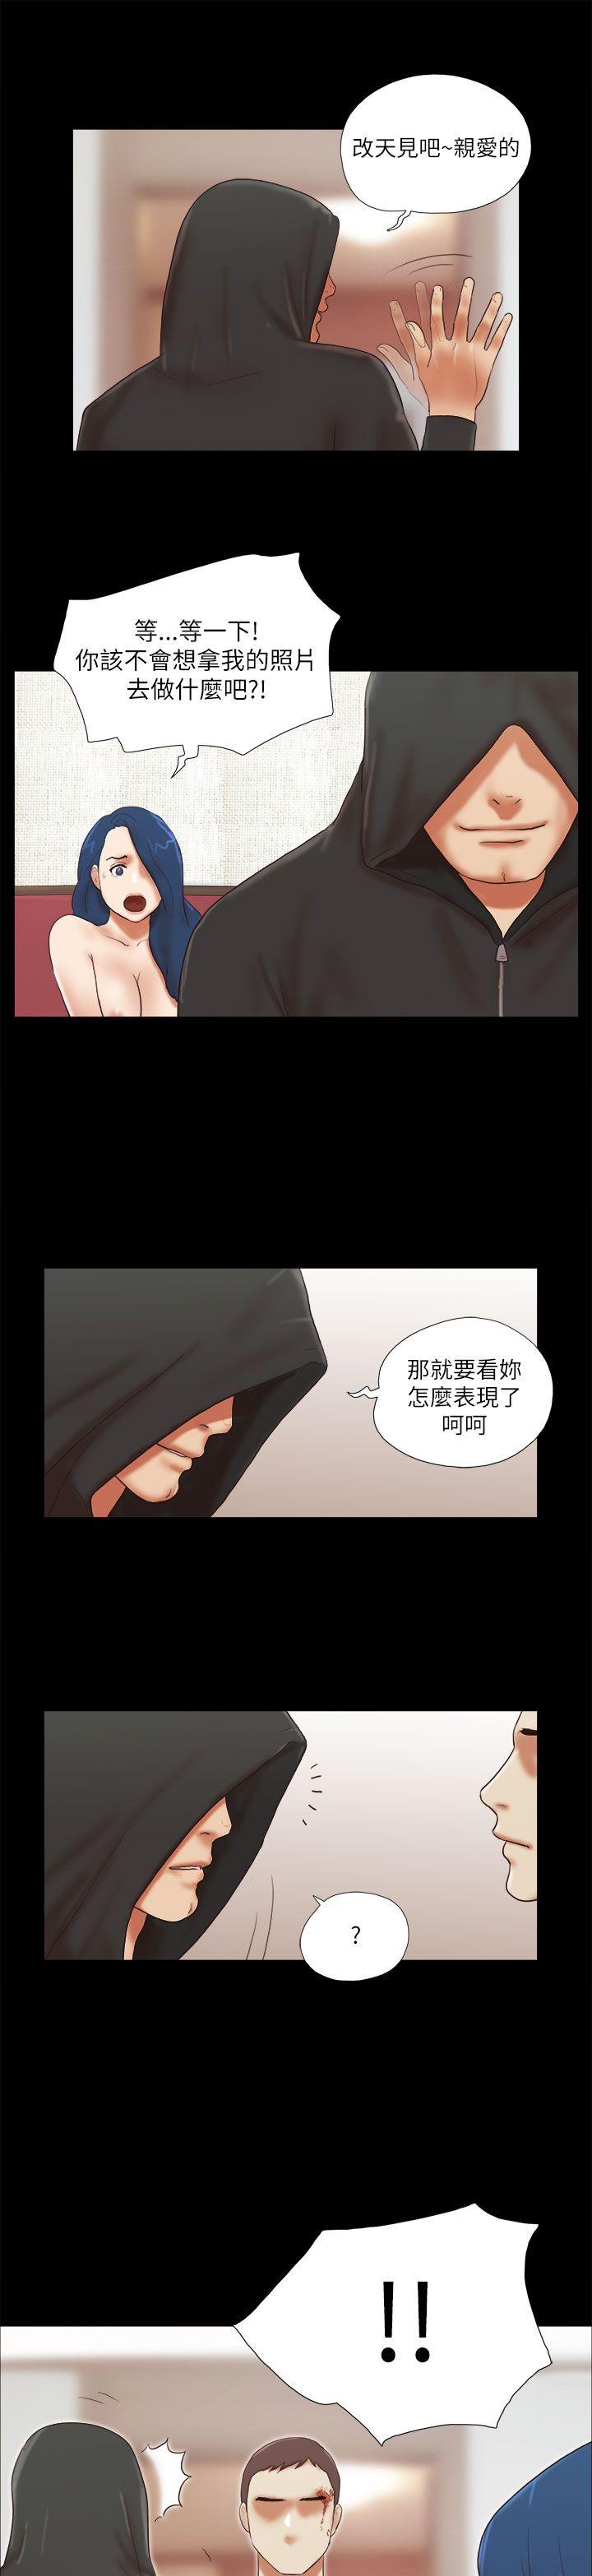 改天見吧~親愛的
等...等一下!
你該不會想拿我的照片
去做什麼吧?!
那就要看妳
怎麼表現了
呵呵
?
!!